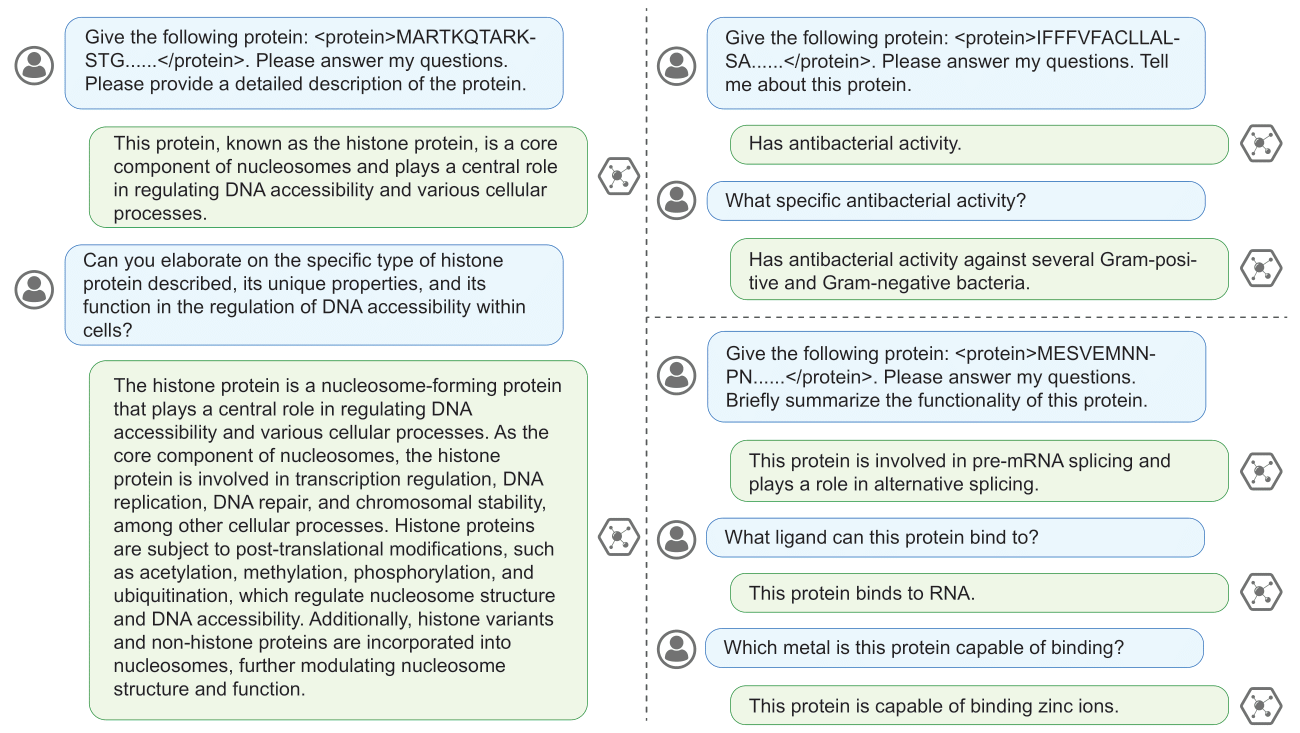 Give the following protein: <protein>MARTKQTARK-
STG......</protein>. Please answer my questions.
Please provide a detailed description of the protein.
This protein, known as the histone protein, is a core
component of nucleosomes and plays a central role
in regulating DNA accessibility and various cellular
processes.
Can you elaborate on the specific type of histone
protein described, its unique properties, and its
function in the regulation of DNA accessibility within
cells?
The histone protein is a nucleosome-forming protein
that plays a central role in regulating DNA
accessibility and various cellular processes. As the
core component of nucleosomes, the histone
protein is involved in transcription regulation, DNA
replication, DNA repair, and chromosomal stability,
among other cellular processes. Histone proteins
are subject to post-translational modifications, such
as acetylation, methylation, phosphorylation, and
ubiquitination, which regulate nucleosome structure
and DNA accessibility. Additionally, histone variants
and non-histone proteins are incorporated into
nucleosomes, further modulating nucleosome
structure and function.
Give the following protein: <protein>IFFFVFACLLAL-
SA......</protein>. Please answer my questions. Tell
me about this protein.
Has antibacterial activity.
What specific antibacterial activity?
Has antibacterial activity against several Gram-posi-
tive and Gram-negative bacteria.
Give the following protein: <protein>MESVEMNN-
PN......</protein>. Please answer my questions.
Briefly summarize the functionality of this protein.
This protein is involved in pre-mRNA splicing and
plays a role in alternative splicing.
What ligand can this protein bind to?
This protein binds to RNA.
Which metal is this protein capable of binding?
This protein is capable of binding zinc ions.